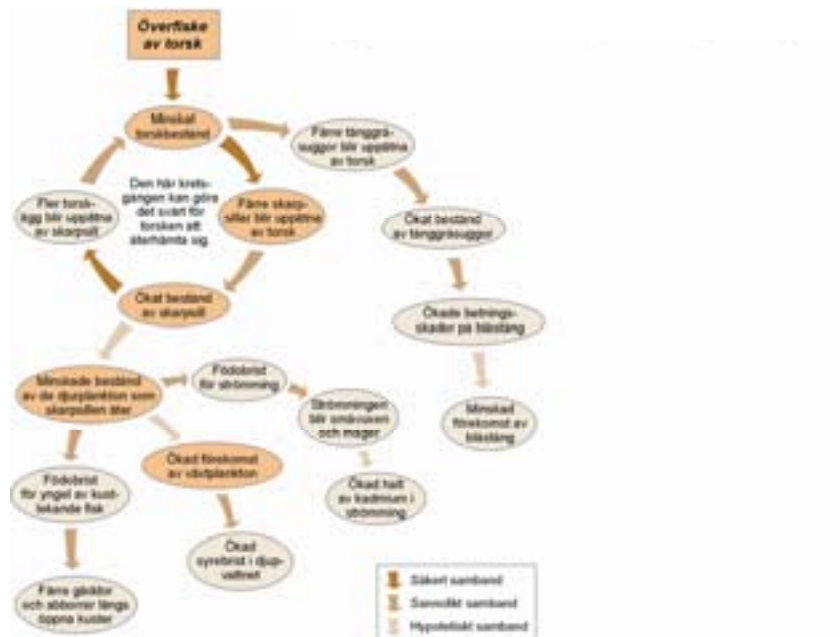 Överfiske
av torsk
Minskat
torskbestånd
Färre tånggrå-
suggor blir uppätna
av torsk
Fler torsk-
ägg blir uppätna
av skarpsill
Den här krets-
gången kan göra
det svårt för
torsken att
återhämta sig.
Färre skarp-
sillar blir uppätna
av torsk
Ökat bestånd
av tånggråsuggor
Ökat bestånd
av skarpsill
Ökade betnings-
skador på blåstång
Minskade bestånd
av de djurplankton som
skarpsillen äter
Födobrist
för strömming
Strömmingen
blir småvuxen
och mager
Minskad
förekomst av
blåstång
Ökad förekomst
av växtplankton
Födobrist
för yngel av kust-
lekande fisk
Ökad halt
av kadmium i
strömming
Ökad
syrebrist i djup-
vattnet
Färre gäddor
och abborrar längs
öppna kuster
Säkert samband
Sannolikt samband
Hypotetiskt samband